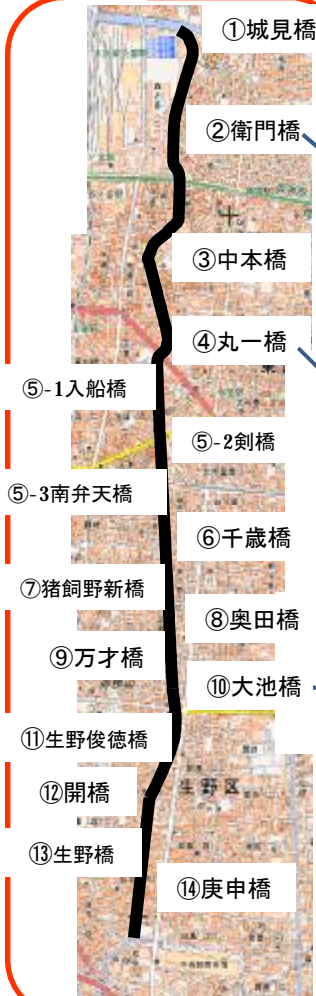 ①城見橋
②衛門橋
③中本橋
④丸一橋
⑤-1入船橋
⑤-2剣橋
⑤-3南弁天橋
⑥千歳橋
⑦猪飼野新橋
⑧奥田橋
⑨万才橋
⑩大池橋
⑪生野俊徳橋
生野区
⑫開橋
⑬生野橋
⑭庚申橋